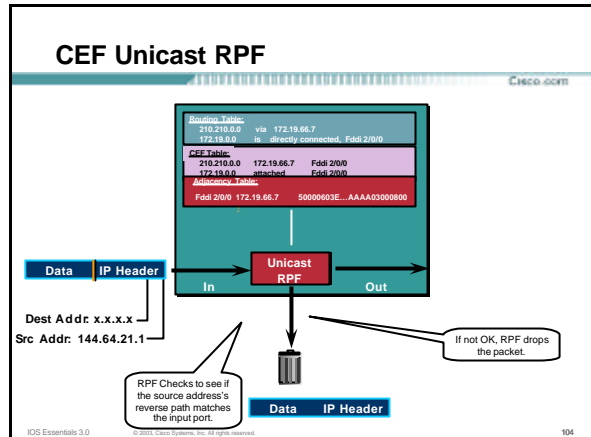 CEF Unicast RPF
Cisco.com
Routing Table:
210.210.0.0 via 172.19.66.7
172.19.0.0 is directly connected, Fddi 2/0/0
CEF Table:
210.210.0.0 172.19.66.7 Fddi 2/0/0
172.19.0.0 attached Fddi 2/0/0
Adjacency Table:
Fddi 2/0/0 172.19.66.7 50000603E...AAAA03000800
Data IP Header
In
Unicast
RPF
Out
Dest Addr: x.x.x.x
Src Addr: 144.64.21.1
RPF Checks to see if
the source address's
reverse path matches
the input port.
If not OK, RPF drops
the packet.
Data IP Header
IOS Essentials 3.0
© 2003, Cisco Systems, Inc. All rights reserved.
104